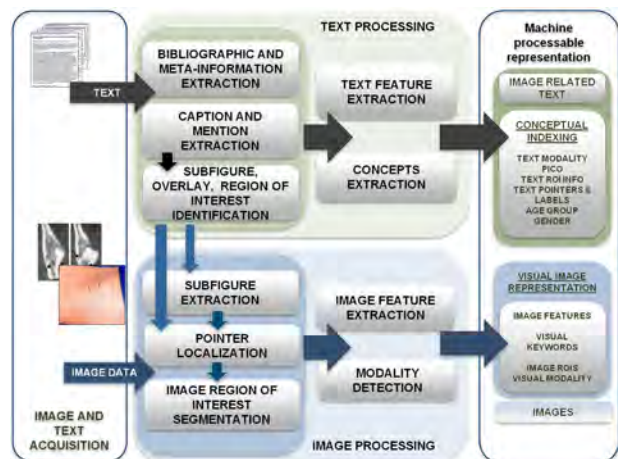 TEXT PROCESSING
BIBLIOGRAPHIC AND
META-INFORMATION
EXTRACTION
TEXT
CAPTION AND
MENTION
EXTRACTION
SUBFIGURE,
OVERLAY, REGION OF
INTEREST
IDENTIFICATION
TEXT FEATURE
EXTRACTION
CONCEPTS
EXTRACTION
Machine
processable
representation
IMAGE RELATED
TEXT
CONCEPTUAL
INDEXING
TEXT MODALITY
PICO
TEXT ROI INFO
TEXT POINTERS &
LABELS
AGE GROUP
GENDER
SUBFIGURE
EXTRACTION
POINTER
LOCALIZATION
IMAGE DATA
IMAGE REGION OF
INTEREST
SEGMENTATION
IMAGE FEATURE
EXTRACTION
MODALITY
DETECTION
VISUAL IMAGE
REPRESENTATION
IMAGE FEATURES
VISUAL
KEYWORDS
IMAGE ROIS
VISUAL MODALITY
IMAGES
IMAGE AND
TEXT
ACQUISITION
IMAGE PROCESSING